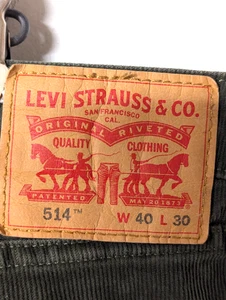 LEVI STRAUSS & CO.
SAN FRANCISCO
CAL.
ORIGINAL RIVETED
QUALITY CLOTHING
PATENTED MAY 20 1873
514™ W 40 L 30